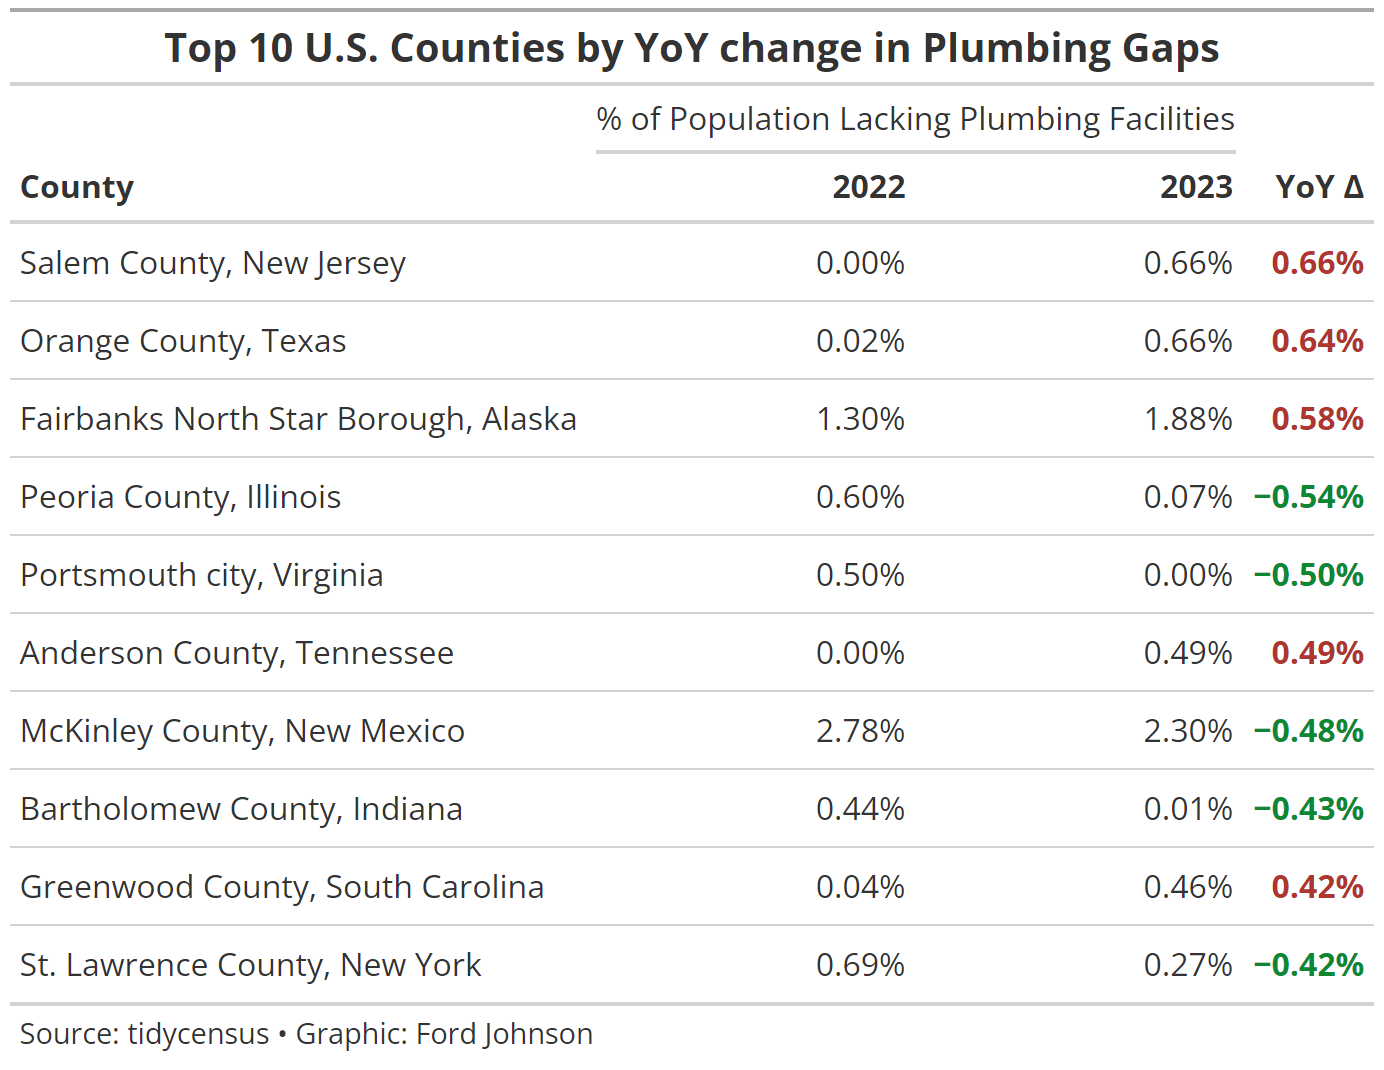 Top 10 U.S. Counties by YoY change in Plumbing Gaps
% of Population Lacking Plumbing Facilities
County 2022 2023 YoY Δ
Salem County, New Jersey 0.00% 0.66% 0.66%
Orange County, Texas 0.02% 0.66% 0.64%
Fairbanks North Star Borough, Alaska 1.30% 1.88% 0.58%
Peoria County, Illinois 0.60% 0.07% −0.54%
Portsmouth city, Virginia 0.50% 0.00% −0.50%
Anderson County, Tennessee 0.00% 0.49% 0.49%
McKinley County, New Mexico 2.78% 2.30% −0.48%
Bartholomew County, Indiana 0.44% 0.01% −0.43%
Greenwood County, South Carolina 0.04% 0.46% 0.42%
St. Lawrence County, New York 0.69% 0.27% −0.42%
Source: tidycensus • Graphic: Ford Johnson